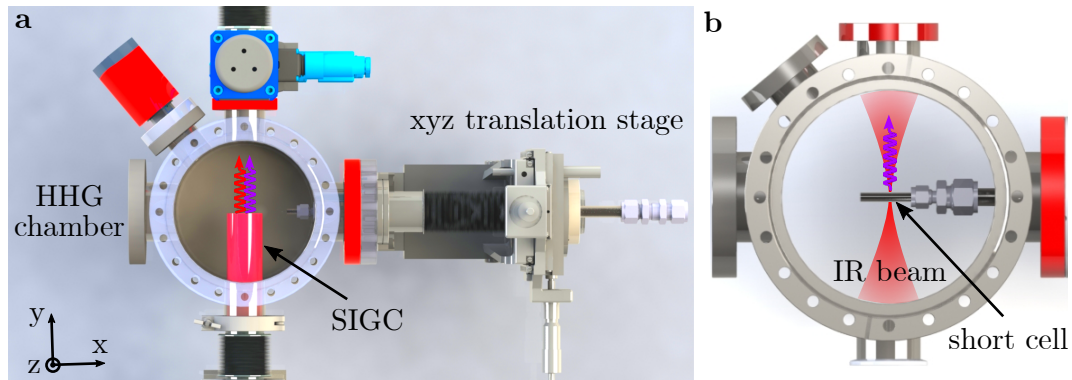 a
b
xyz translation stage
HHG
chamber
IR beam
SIGC
short cell
y
x
z